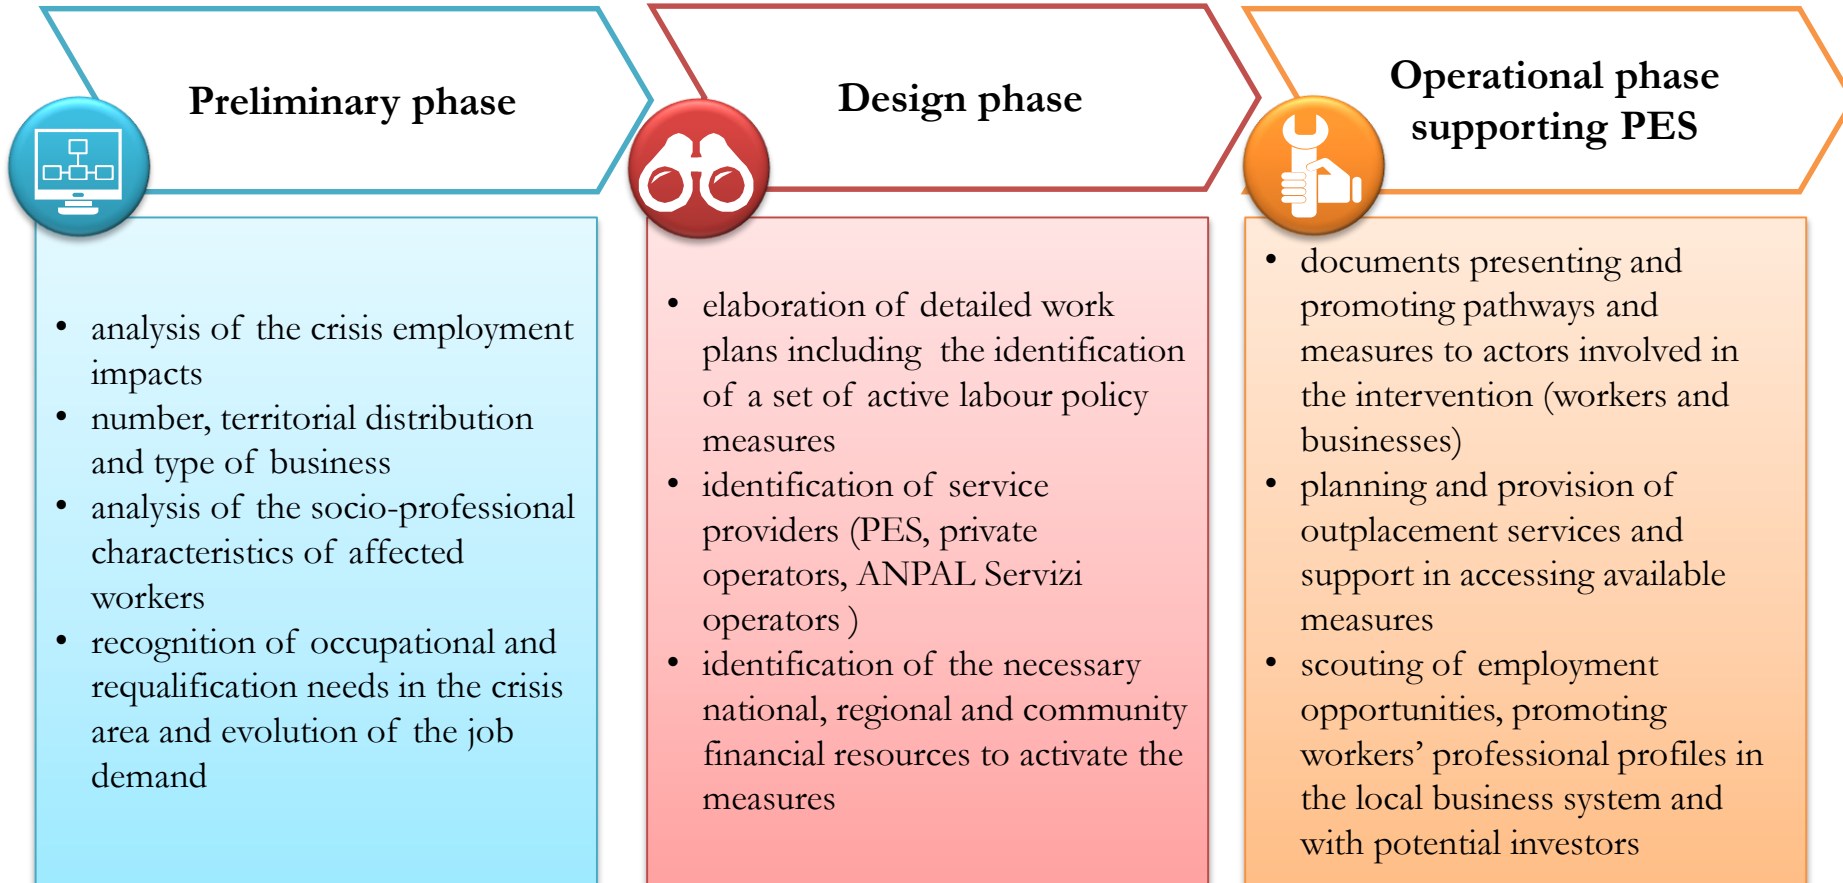 Preliminary phase
• analysis of the crisis employment
impacts
• number, territorial distribution
and type of business
• analysis of the socio-professional
characteristics of affected
workers
• recognition of occupational and
requalification needs in the crisis
area and evolution of the job
demand
Design phase
• elaboration of detailed work
plans including the identification
of a set of active labour policy
measures
• identification of service
providers (PES, private
operators, ANPAL Servizi
operators )
• identification of the necessary
national, regional and community
financial resources to activate the
measures
Operational phase
supporting PES
• documents presenting and
promoting pathways and
measures to actors involved in
the intervention (workers and
businesses)
• planning and provision of
outplacement services and
support in accessing available
measures
• scouting of employment
opportunities, promoting
workers’ professional profiles in
the local business system and
with potential investors